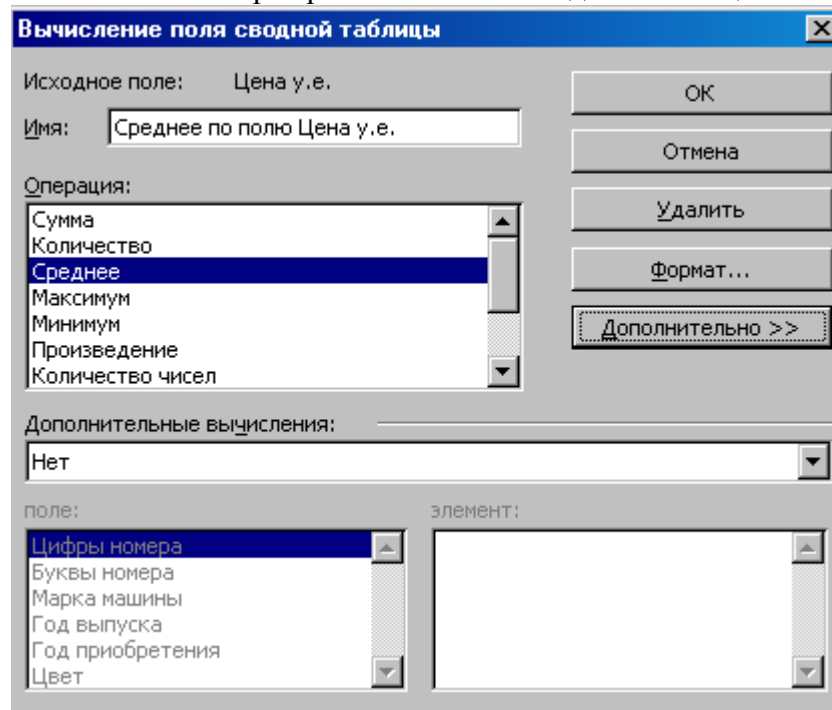 Вычисление поля сводной таблицы
Исходное поле: Цена у.е.
Имя: Среднее по полю Цена у.е.
Операция:
Сумма
Количество
Среднее
Максимум
Минимум
Произведение
Количество чисел
ОК
Отмена
Удалить
Формат...
Дополнительно >>
Дополнительные вычисления:
Нет
поле:
Цифры номера
Буквы номера
Марка машины
Год выпуска
Год приобретения
Цвет
элемент: